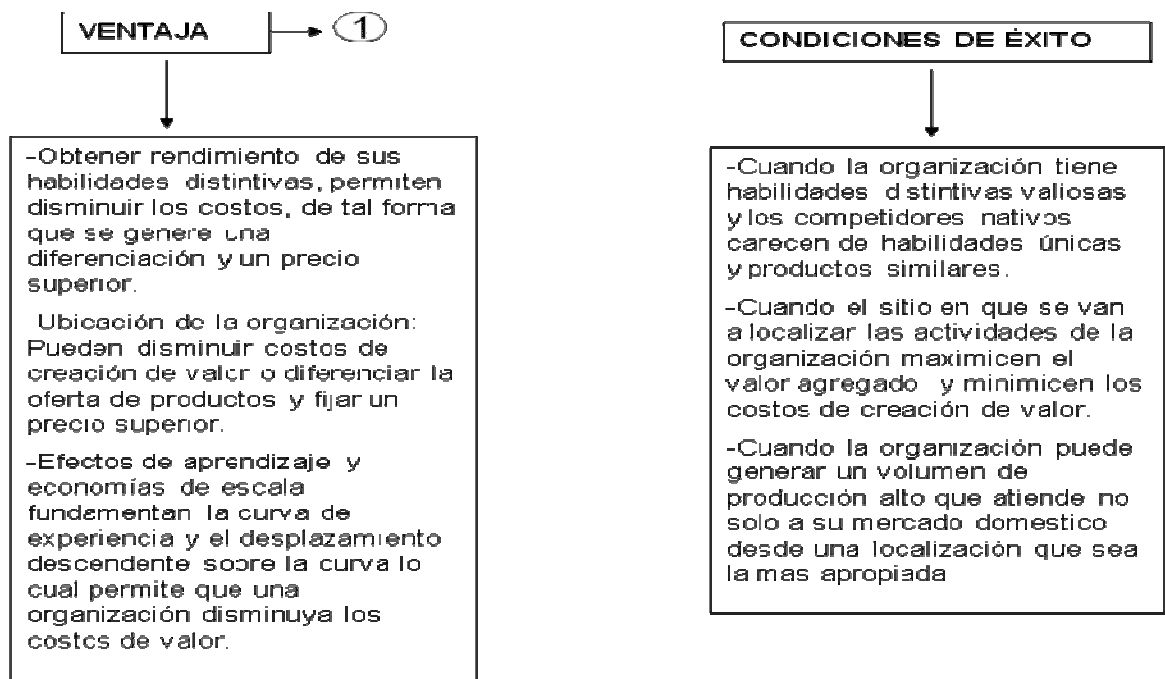 VENTAJA
1
-Obtener rendimiento de sus
habilidades distintivas, permiten
disminuir los costos, de tal forma
que se genere una
diferenciación y un precio
superior.
Ubicación de la organización:
Pueden disminuir costos de
creación de valor o diferenciar la
oferta de productos y fijar un
precio superior.
-Efectos de aprendizaje y
economías de escala
fundamentan la curva de
experiencia y el desplazamiento
descendente sobre la curva lo
cual permite que una
organización disminuya los
costos de valor.
CONDICIONES DE ÉXITO
-Cuando la organización tiene
habilidades distintivas valiosas
y los competidores nativos
carecen de habilidades únicas
y productos similares.
-Cuando el sitio en que se van
a localizar las actividades de la
organización maximicen el
valor agregado y minimicen los
costos de creación de valor.
-Cuando la organización puede
generar un volumen de
producción alto que atiende no
solo a su mercado domestico
desde una localización que sea
la mas apropiada